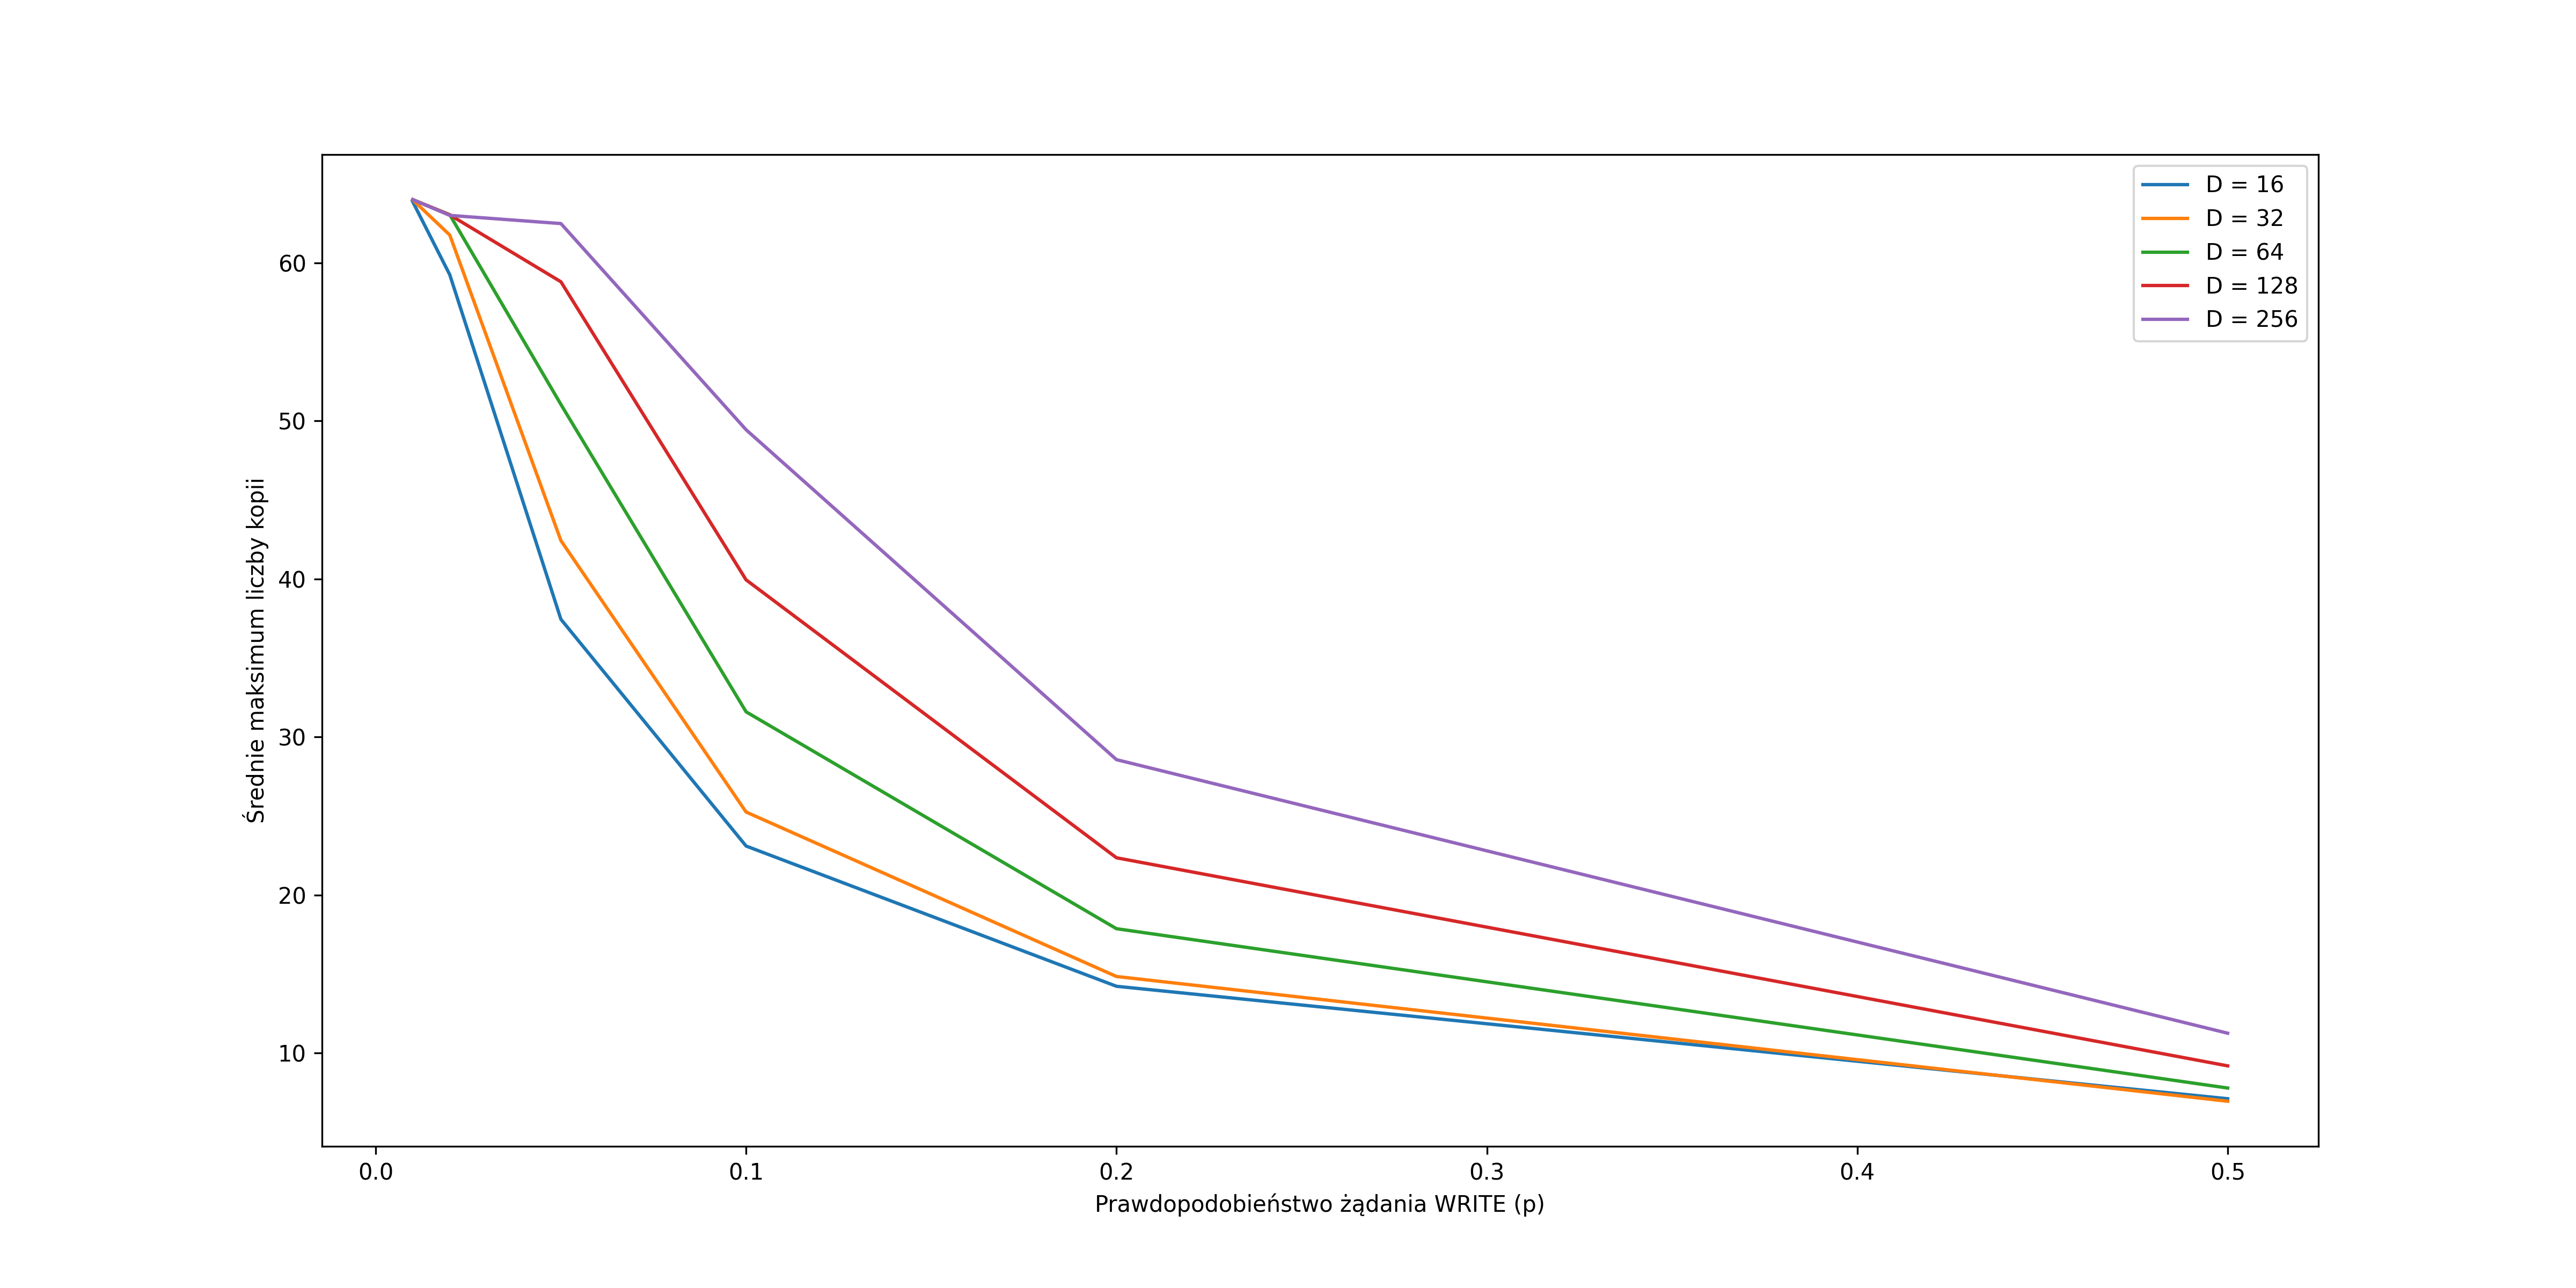 D = 16
D = 32
D = 64
D = 128
D = 256
60
50
40
30
20
10
Średnie maksimum liczby kopii
0.0 0.1 0.2 0.3 0.4 0.5
Prawdopodobieństwo żądania WRITE (p)